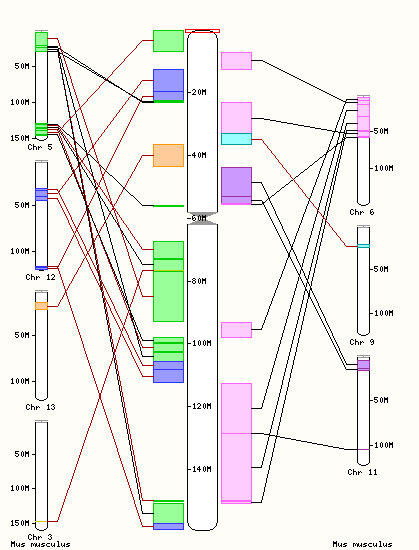 50M
100M
150M
Chr 5
50M
100M
Chr 12
50M
100M
Chr 13
50M
100M
150M
Chr 3
Mus musculus
20M
40M
60M
80M
100M
120M
140M
50M
100M
Chr 6
50M
100M
Chr 9
50M
100M
Chr 11
Mus musculus